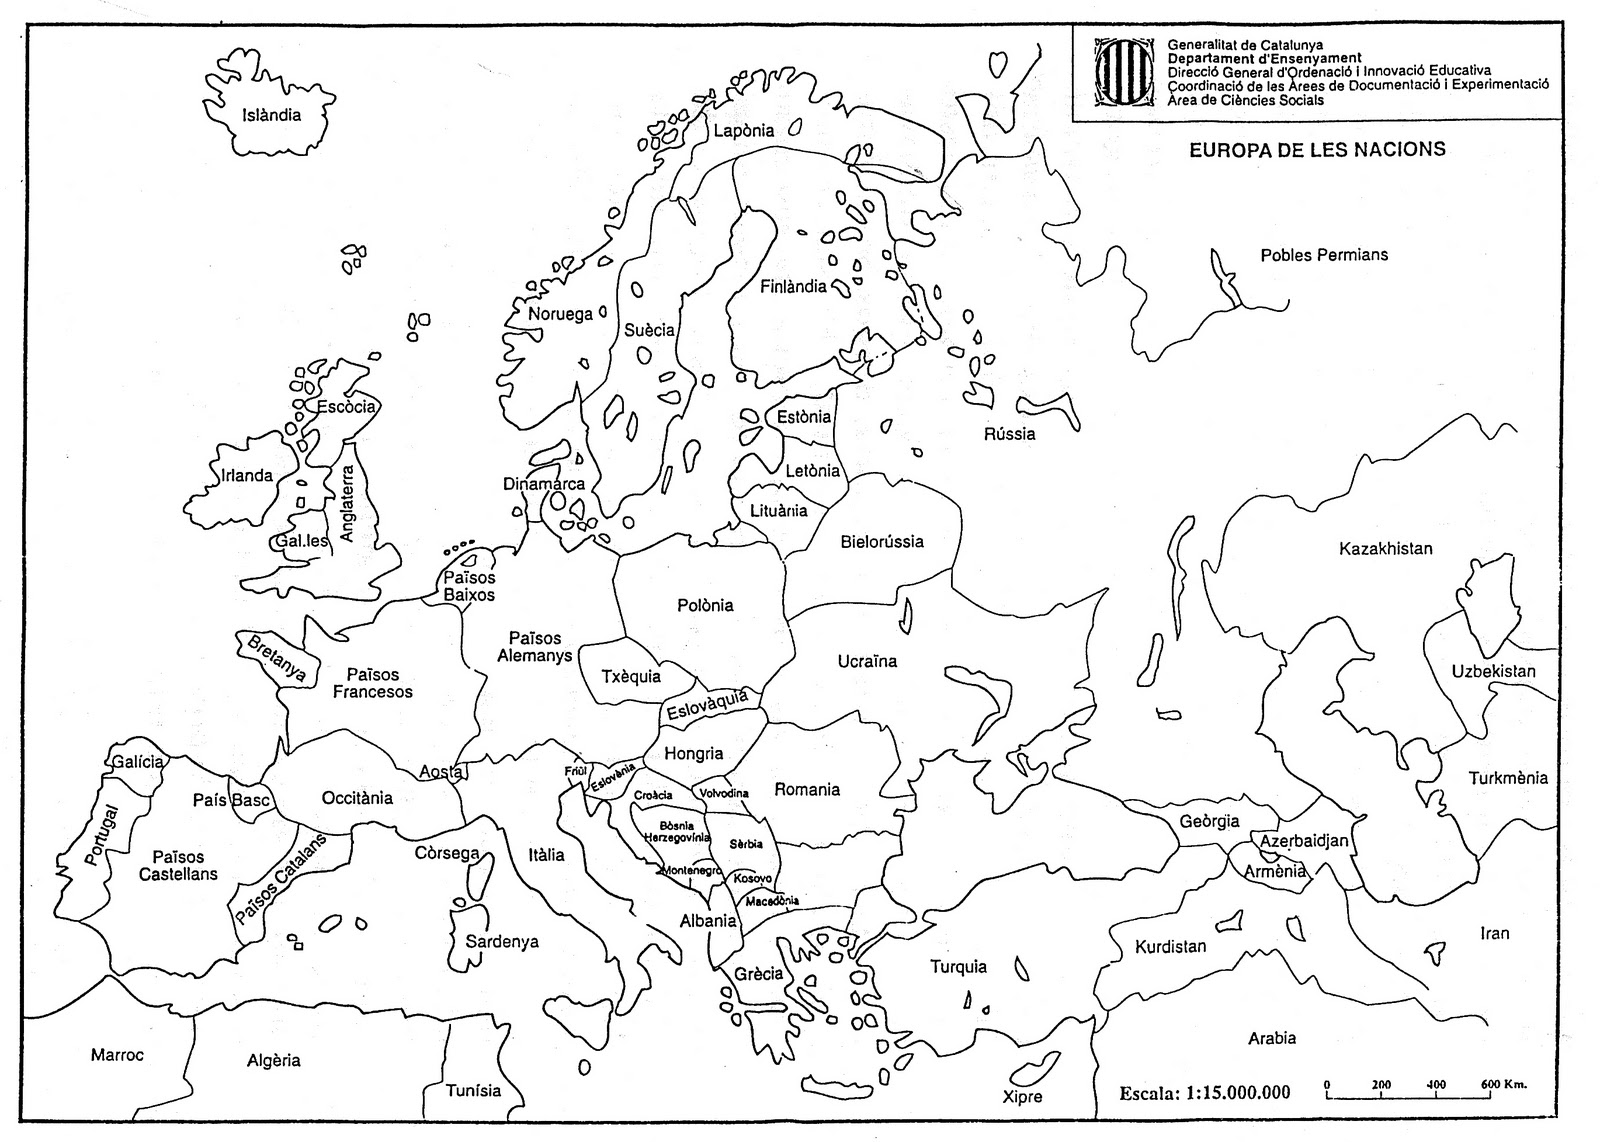 Generalitat de Catalunya
Departament d'Ensenyament
Direcció General d'Ordenació i Innovació Educativa
Coordinació de les Àrees de Documentació i Experimentació
Àrea de Ciències Socials
EUROPA DE LES NACIONS
Islàndia
Lapònia
Pobles Permians
Finlàndia
Noruega
Suècia
Escòcia
Estònia
Rússia
Irlanda
Letònia
Dinamarca
Anglaterra
Lituània
Gal.les
Bielorússia
Kazakhistan
Països
Baixos
Polònia
Països
Alemanys
Bretanya
Ucraïna
Txèquia
Països
Francesos
Uzbekistan
Eslovàquia
Hongria
Galícia
Aosta
Friül
Eslovènia
Turkmènia
País Basc
Occitània
Croàcia
Volvodina
Romania
Portugal
Geòrgia
Bòsnia
Herzegovínia
Sèrbia
Azerbaidjan
Països
Castellans
Països Catalans
Còrsega
Itàlia
Montenegro
Kosovo
Armènia
Macedònia
Albania
Sardenya
Kurdistan
Iran
Grècia
Turquia
Arabia
Marroc
Algèria
Tunísia
Xipre
Escala: 1:15.000.000
0 200 400 600 Km.